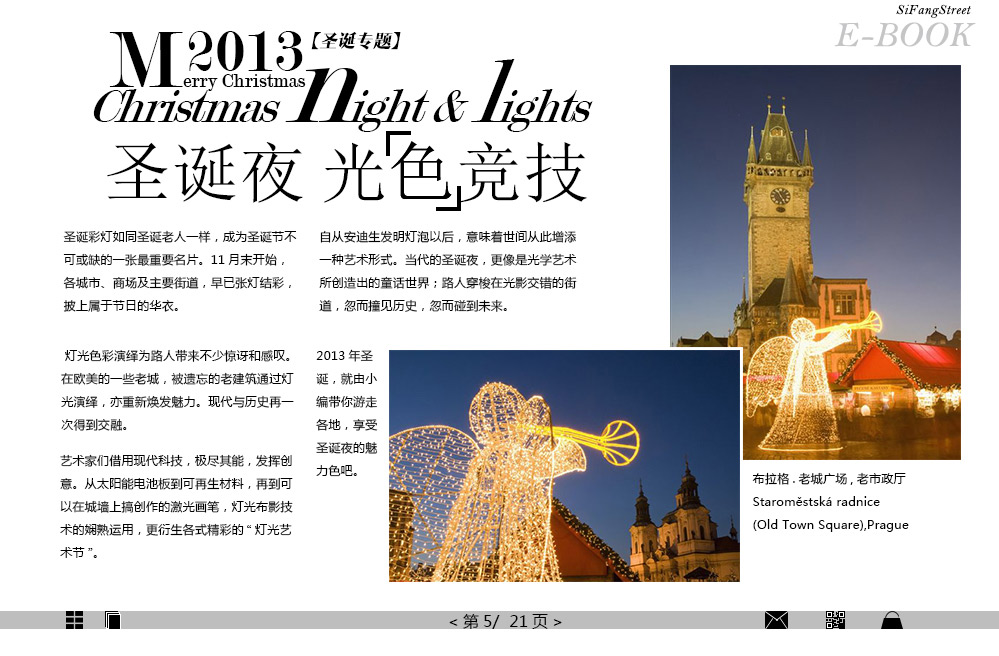 SiFangStreet
E-BOOK
2013【圣诞专题】
Merry Christmas
Christmas night & lights
圣诞夜 光色竞技
圣诞彩灯如同圣诞老人一样，成为圣诞节不
可或缺的一张最重要名片。11 月末开始，
各城市、商场及主要街道，早已张灯结彩，
披上属于节日的华衣。
自从安迪生发明灯泡以后，意味着世间从此增添
一种艺术形式。当代的圣诞夜，更像是光学艺术
所创造出的童话世界；路人穿梭在光影交错的街
道，忽而撞见历史，忽而碰到未来。
灯光色彩演绎为路人带来不少惊讶和感叹。
在欧美的一些老城，被遗忘的老建筑通过灯
光演绎，亦重新焕发魅力。现代与历史再一
次得到交融。
艺术家们借用现代科技，极尽其能，发挥创
意。从太阳能电池板到可再生材料，再到可
以在城墙上搞创作的激光画笔，灯光布影技
术的娴熟运用，更衍生各式精彩的 “ 灯光艺
术节 ”。
2013 年圣
诞，就由小
编带你游走
各地，享受
圣诞夜的魅
力色吧。
布拉格 . 老城广场 , 老市政厅
Staroměstská radnice
(Old Town Square),Prague
< 第 5/ 21 页 >